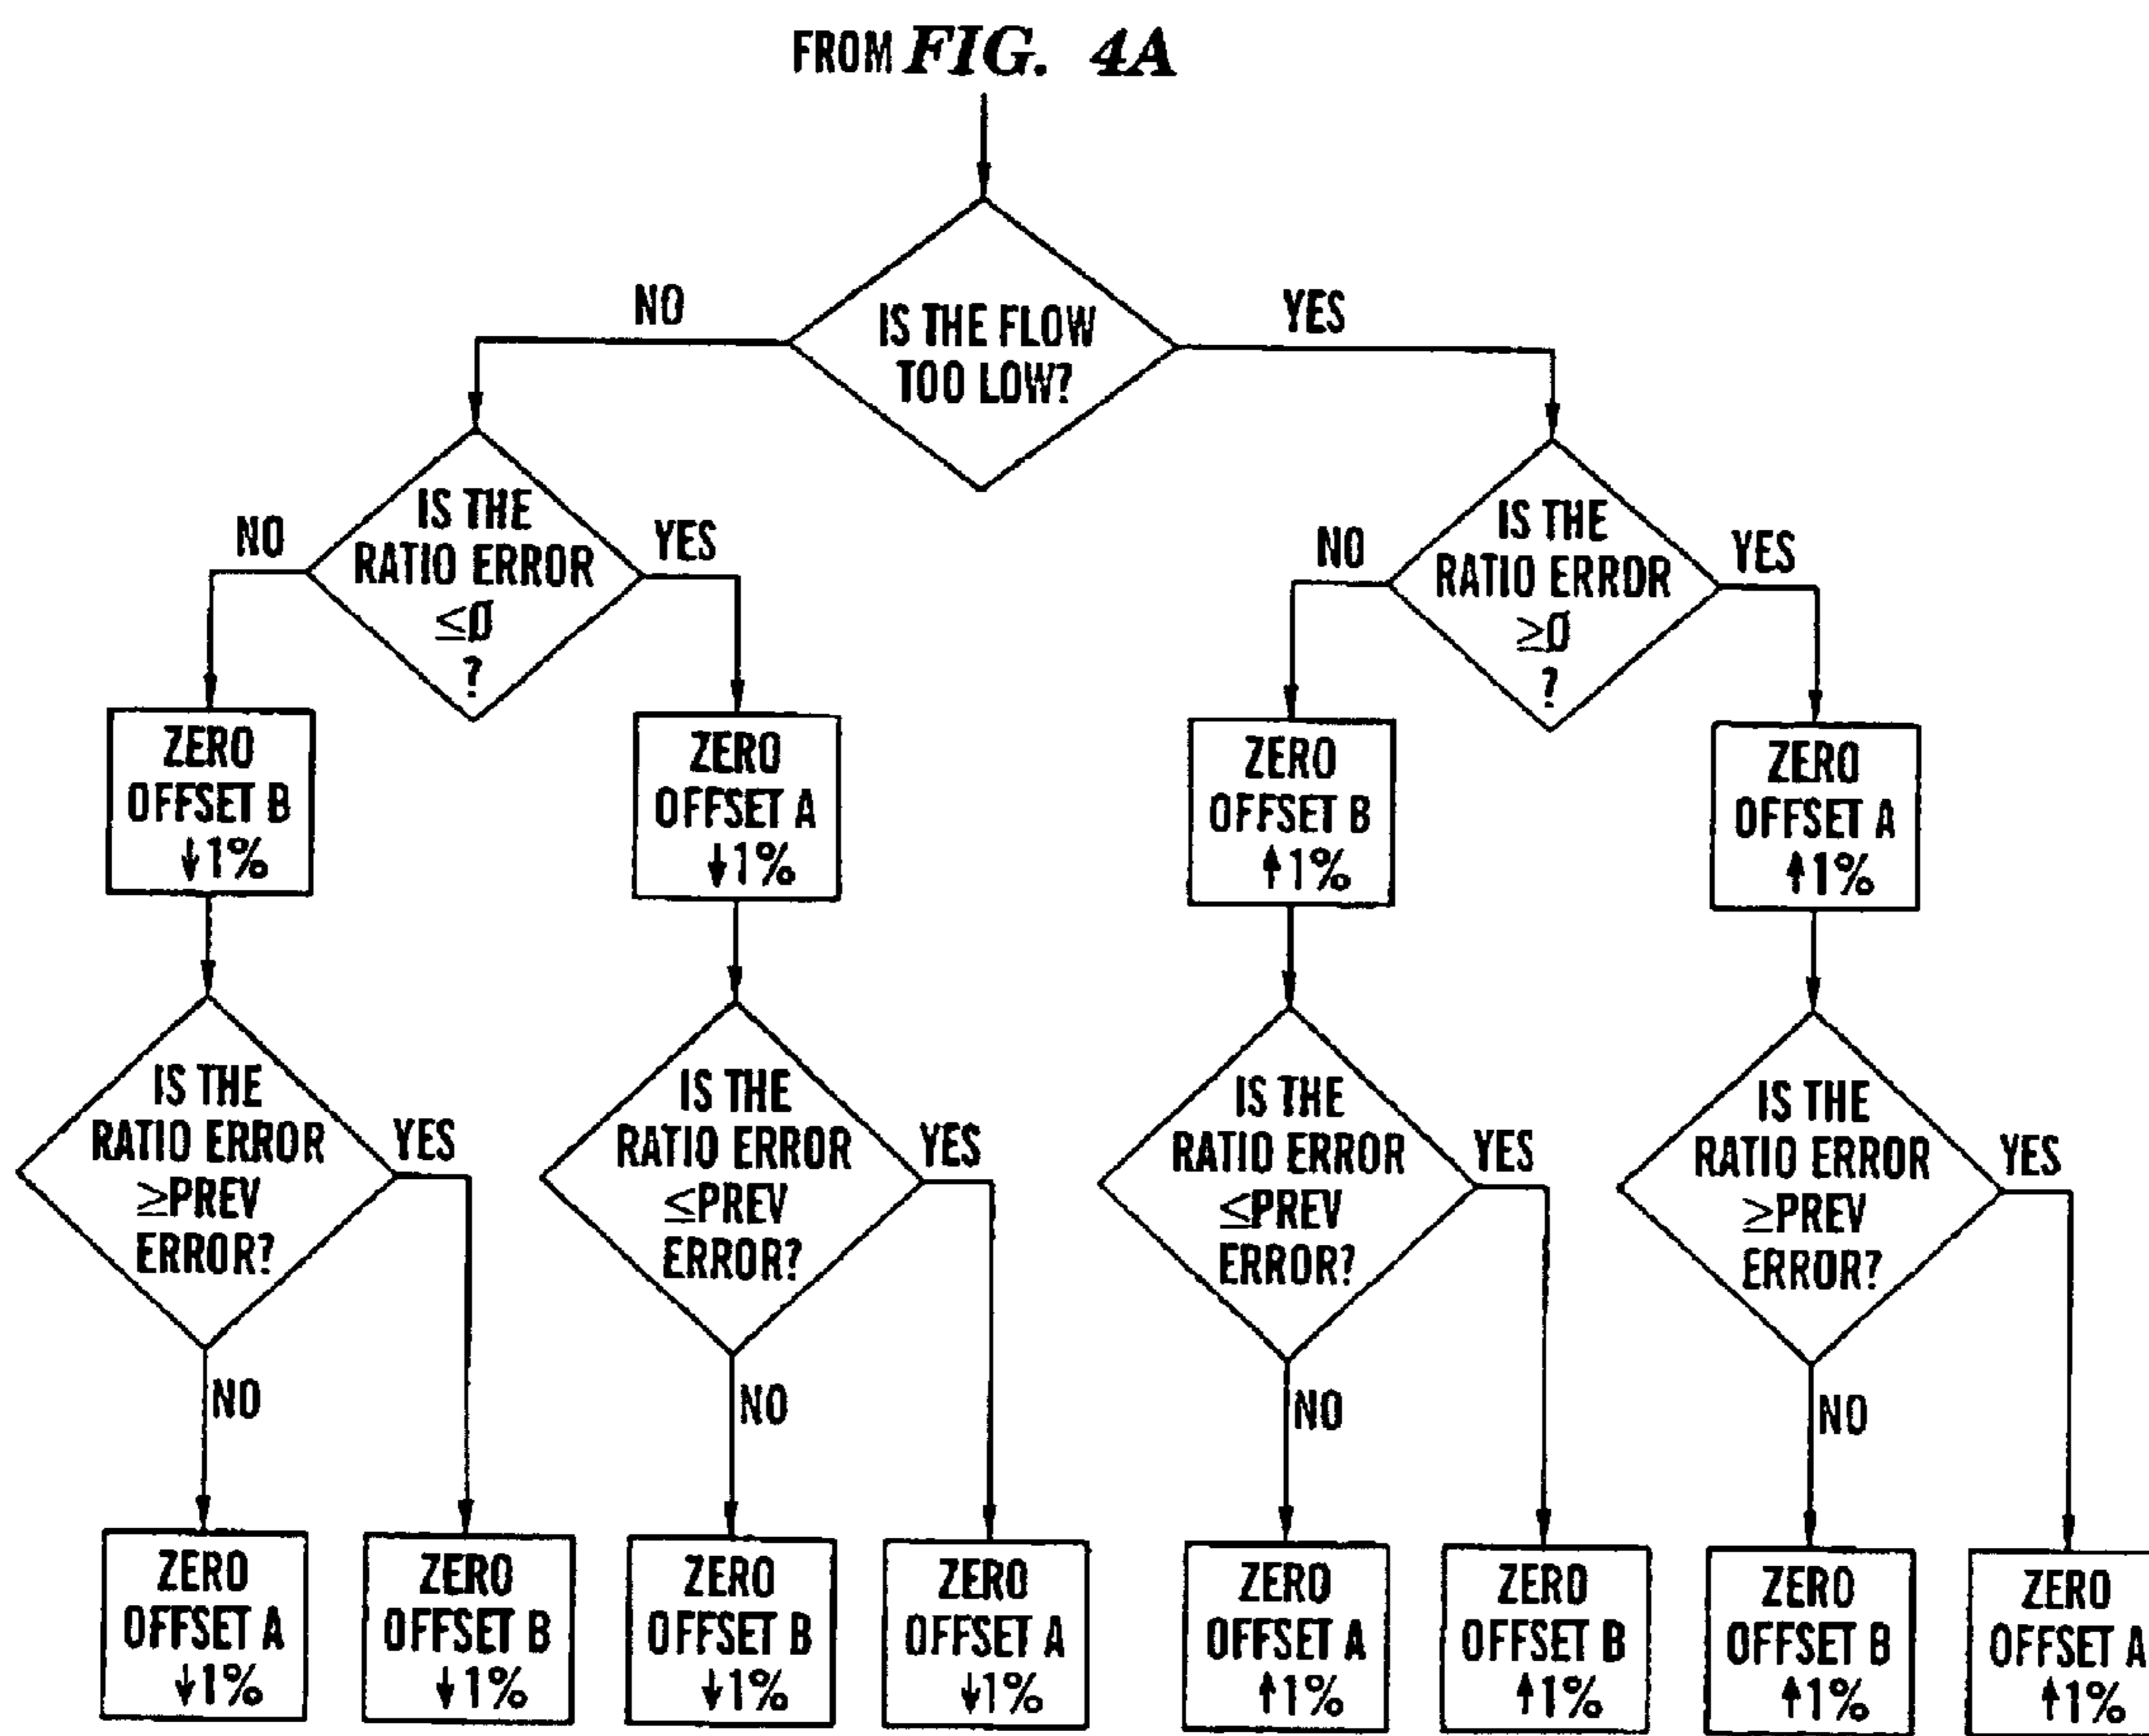 FROM FIG. 4A
IS THE FLOW
TOO LOW?
NO
YES
IS THE
RATIO ERROR
≤Ø
?
NO
YES
IS THE
RATIO ERROR
≥Ø
?
NO
YES
ZERO
OFFSET B
↓1%
ZERO
OFFSET A
↓1%
ZERO
OFFSET B
↑1%
ZERO
OFFSET A
↑1%
IS THE
RATIO ERROR
≥PREV
ERROR?
YES
NO
IS THE
RATIO ERROR
≤PREV
ERROR?
YES
NO
IS THE
RATIO ERROR
≤PREV
ERROR?
YES
NO
IS THE
RATIO ERROR
≥PREV
ERROR?
YES
NO
ZERO
OFFSET A
↓1%
ZERO
OFFSET B
↓1%
ZERO
OFFSET B
↓1%
ZERO
OFFSET A
↓1%
ZERO
OFFSET A
↑1%
ZERO
OFFSET B
↑1%
ZERO
OFFSET B
↑1%
ZERO
OFFSET A
↑1%